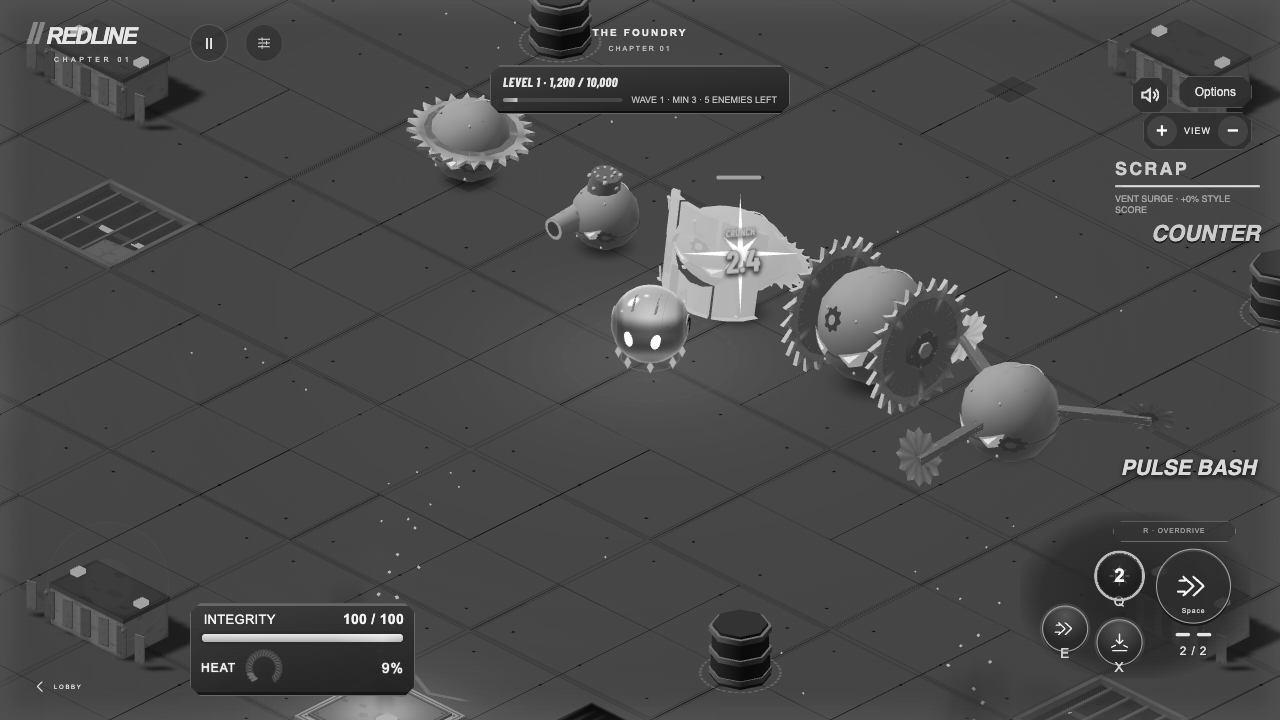 REDLINE
CHAPTER 01
THE FOUNDRY
CHAPTER 01
LEVEL 1 · 1,200 / 10,000
WAVE 1 · MIN 3 · 5 ENEMIES LEFT
Options
+ VIEW −
SCRAP
VENT SURGE · +0% STYLE
SCORE
COUNTER
CRUNCH
2.4
PULSE BASH
R · OVERDRIVE
2
Q
Space
E
X
2 / 2
INTEGRITY 100 / 100
HEAT 9%
LOBBY